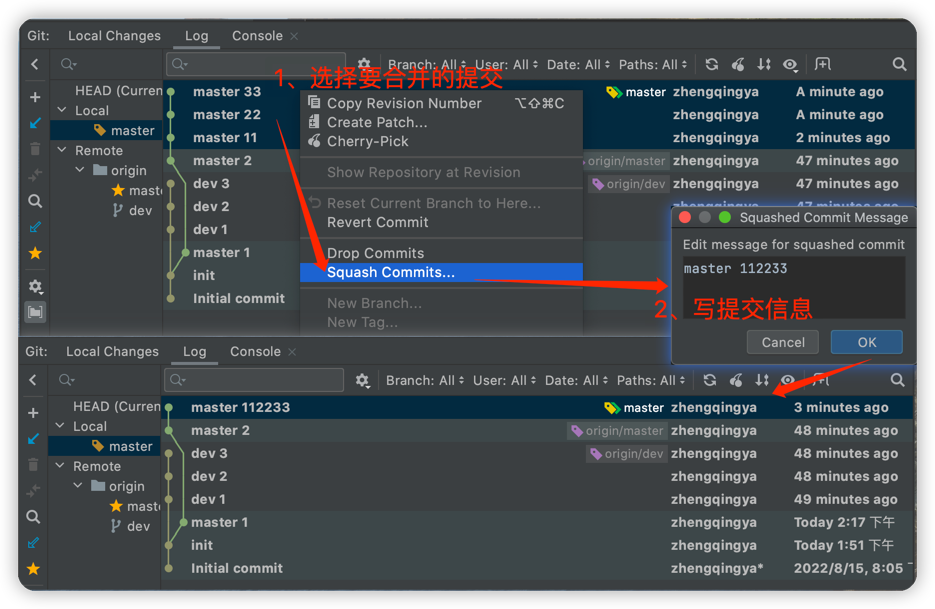 Git: Local Changes Log Console
Branch: All User: All Date: All Paths: All
1、选择要合并的提交
HEAD (Curren
Local
master
Remote
origin
maste
dev
master 33 master zhengqingya A minute ago
master 22 zhengqingya A minute ago
master 11 zhengqingya 2 minutes ago
master 2 origin/master zhengqingya 47 minutes ago
dev 3 origin/dev zhengqingya 47 minutes ago
dev 2
dev 1
master 1
init
Initial commit
Copy Revision Number ⌥⇧⌘C
Create Patch...
Cherry-Pick
Show Repository at Revision
Reset Current Branch to Here...
Revert Commit
Drop Commits
Squash Commits...
New Branch...
New Tag...
Squashed Commit Message
Edit message for squashed commit
master 112233
2、写提交信息
Cancel OK
Git: Local Changes Log Console
Branch: All User: All Date: All Paths: All
HEAD (Curren
Local
master
Remote
origin
maste
dev
master 112233 master zhengqingya 3 minutes ago
master 2 origin/master zhengqingya 48 minutes ago
dev 3 origin/dev zhengqingya 48 minutes ago
dev 2 zhengqingya 48 minutes ago
dev 1 zhengqingya 49 minutes ago
master 1 zhengqingya Today 2:17 下午
init zhengqingya Today 1:51 下午
Initial commit zhengqingya* 2022/8/15, 8:05